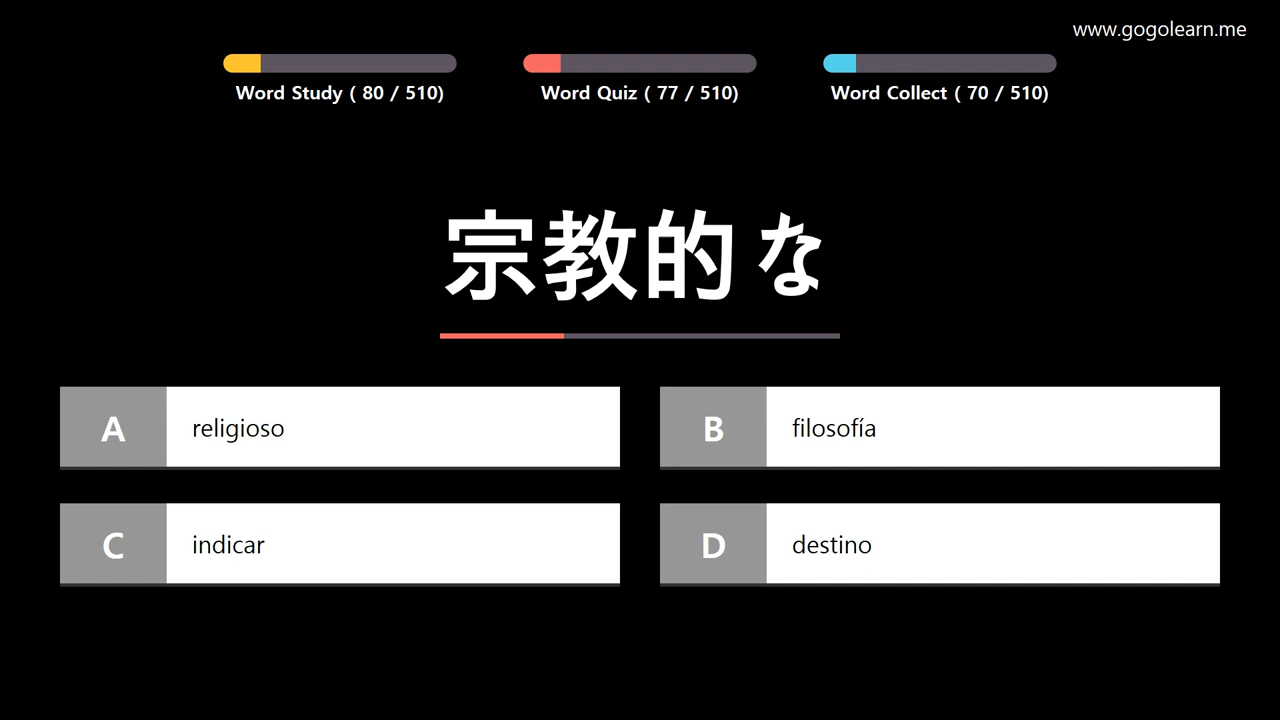 www.gogolearn.me
Word Study ( 80 / 510)
Word Quiz ( 77 / 510)
Word Collect ( 70 / 510)
宗教的な
A religioso
B filosofía
C indicar
D destino